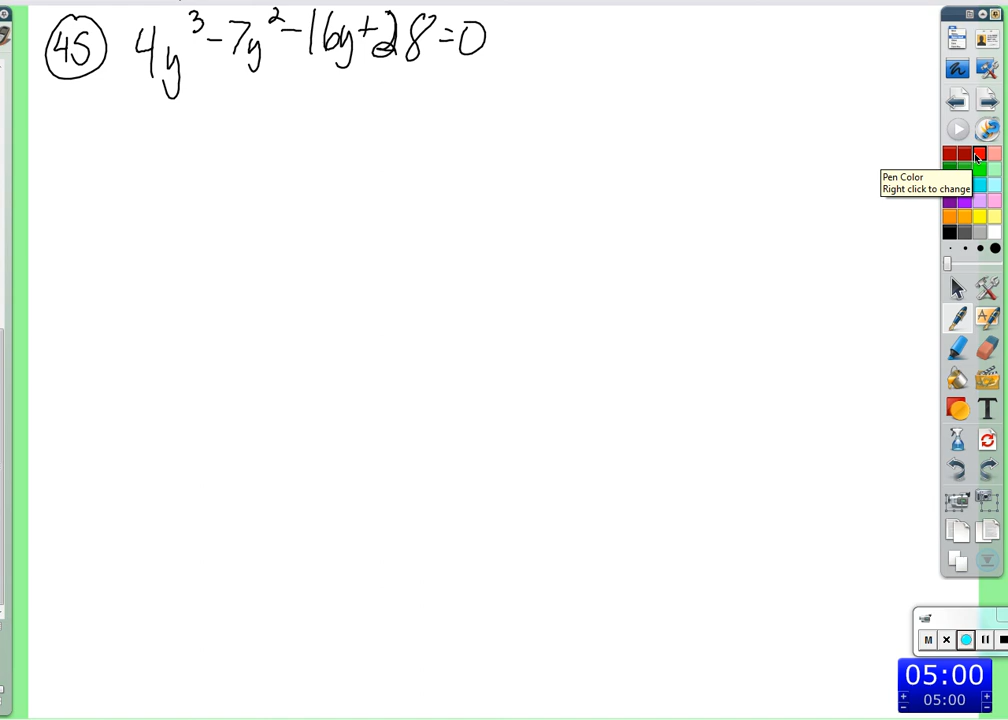 45 4y³-7y²-16y+28=0
Pen Color
Right click to change
M
T
05:00
05:00